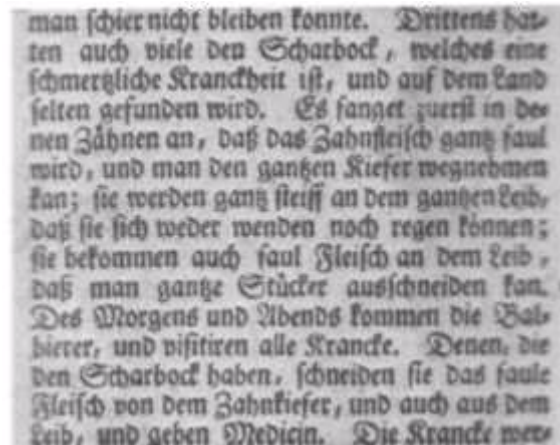 man schier nicht bleiben konnte. Drittens hat-
ten auch viele den Scharbock, welches eine
schmertzliche Kranckheit ist, und auf dem Land
selten gefunden wird. Es fanget zuerst in de-
nen Zähnen an, daß das Zahnfleisch gantz faul
wird, und man den gantzen Kiefer wegnehmen
kan; sie werden gantz steiff an dem gantzen Leib,
daß sie sich weder wenden noch regen können;
sie bekommen auch faul Fleisch an dem Leib,
daß man gantze Stücker ausschneiden kan.
Des Morgens und Abends kommen die Bal-
bierer, und visitiren alle Krancke. Denen, die
den Scharbock haben, schneiden sie das faule
Fleisch von dem Zahnkiefer, und auch aus dem
Leib, und geben Medicin. Die Krancke wer-